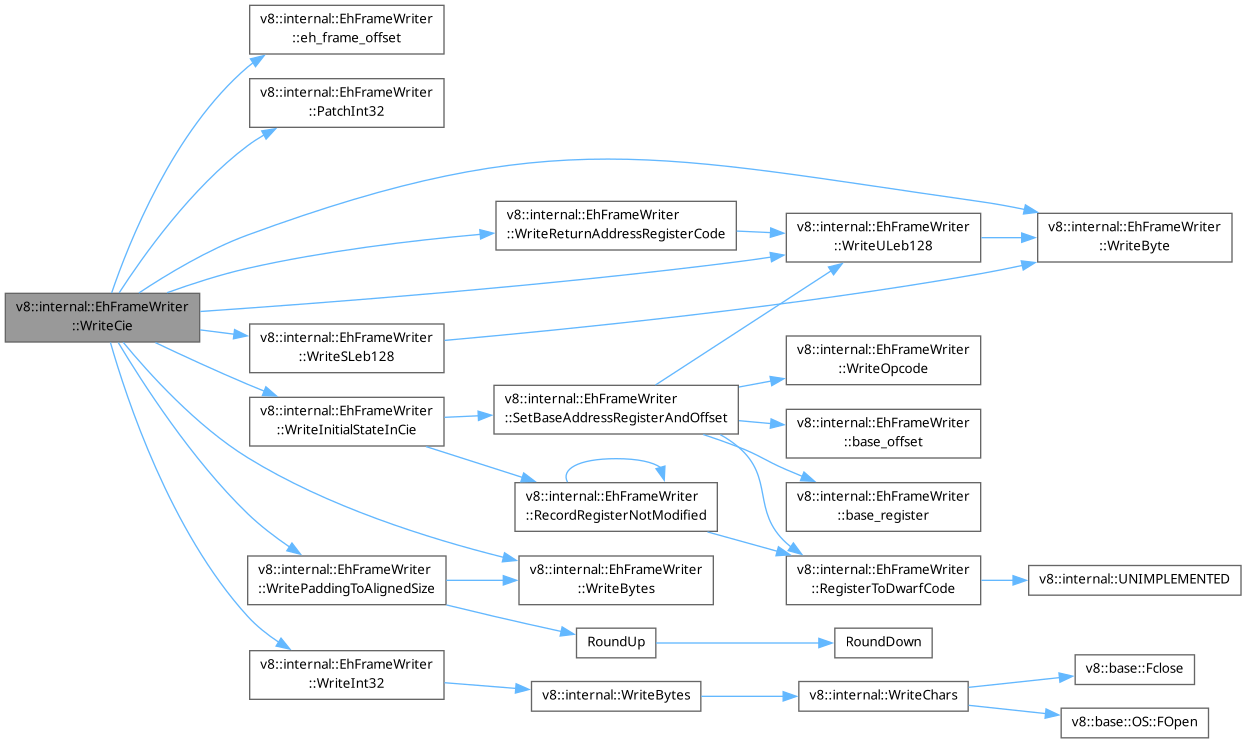 v8::internal::EhFrameWriter
::eh_frame_offset
v8::internal::EhFrameWriter
::PatchInt32
v8::internal::EhFrameWriter
::WriteReturnAddressRegisterCode
v8::internal::EhFrameWriter
::WriteULeb128
v8::internal::EhFrameWriter
::WriteByte
v8::internal::EhFrameWriter
::WriteCie
v8::internal::EhFrameWriter
::WriteSLeb128
v8::internal::EhFrameWriter
::WriteOpcode
v8::internal::EhFrameWriter
::WriteInitialStateInCie
v8::internal::EhFrameWriter
::SetBaseAddressRegisterAndOffset
v8::internal::EhFrameWriter
::base_offset
v8::internal::EhFrameWriter
::RecordRegisterNotModified
v8::internal::EhFrameWriter
::base_register
v8::internal::EhFrameWriter
::WritePaddingToAlignedSize
v8::internal::EhFrameWriter
::WriteBytes
v8::internal::EhFrameWriter
::RegisterToDwarfCode
v8::internal::UNIMPLEMENTED
RoundUp
RoundDown
v8::internal::EhFrameWriter
::WriteInt32
v8::internal::WriteBytes
v8::internal::WriteChars
v8::base::Fclose
v8::base::OS::FOpen